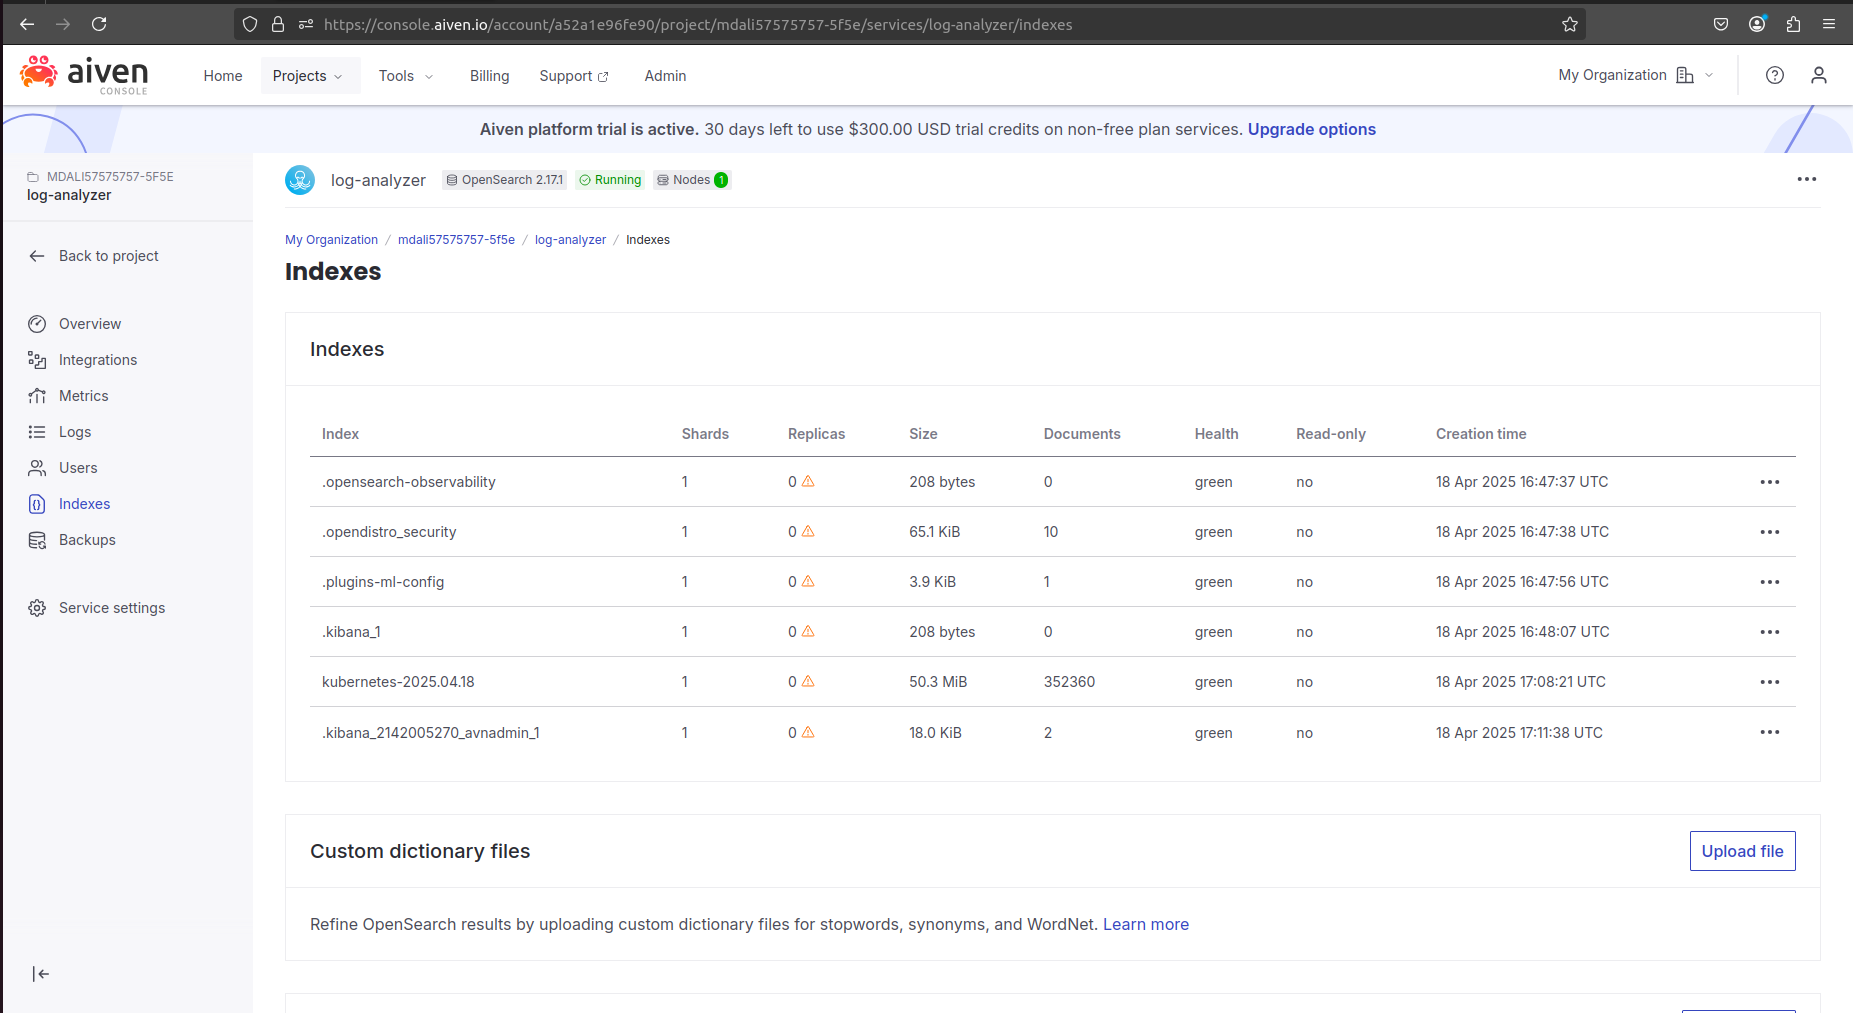 https://console.aiven.io/account/a52a1e96fe90/project/mdali57575757-5f5e/services/log-analyzer/indexes
aiven
CONSOLE
Home Projects Tools Billing Support Admin
My Organization
Aiven platform trial is active. 30 days left to use $300.00 USD trial credits on non-free plan services. Upgrade options
MDALI57575757-5F5E
log-analyzer
Back to project
Overview
Integrations
Metrics
Logs
Users
Indexes
Backups
Service settings
log-analyzer OpenSearch 2.17.1 Running Nodes 1
My Organization / mdali57575757-5f5e / log-analyzer / Indexes
Indexes
Indexes
Index Shards Replicas Size Documents Health Read-only Creation time
.opensearch-observability 1 0 208 bytes 0 green no 18 Apr 2025 16:47:37 UTC
.opendistro_security 1 0 65.1 KiB 10 green no 18 Apr 2025 16:47:38 UTC
.plugins-ml-config 1 0 3.9 KiB 1 green no 18 Apr 2025 16:47:56 UTC
.kibana_1 1 0 208 bytes 0 green no 18 Apr 2025 16:48:07 UTC
kubernetes-2025.04.18 1 0 50.3 MiB 352360 green no 18 Apr 2025 17:08:21 UTC
.kibana_2142005270_avnadmin_1 1 0 18.0 KiB 2 green no 18 Apr 2025 17:11:38 UTC
Custom dictionary files
Upload file
Refine OpenSearch results by uploading custom dictionary files for stopwords, synonyms, and WordNet. Learn more